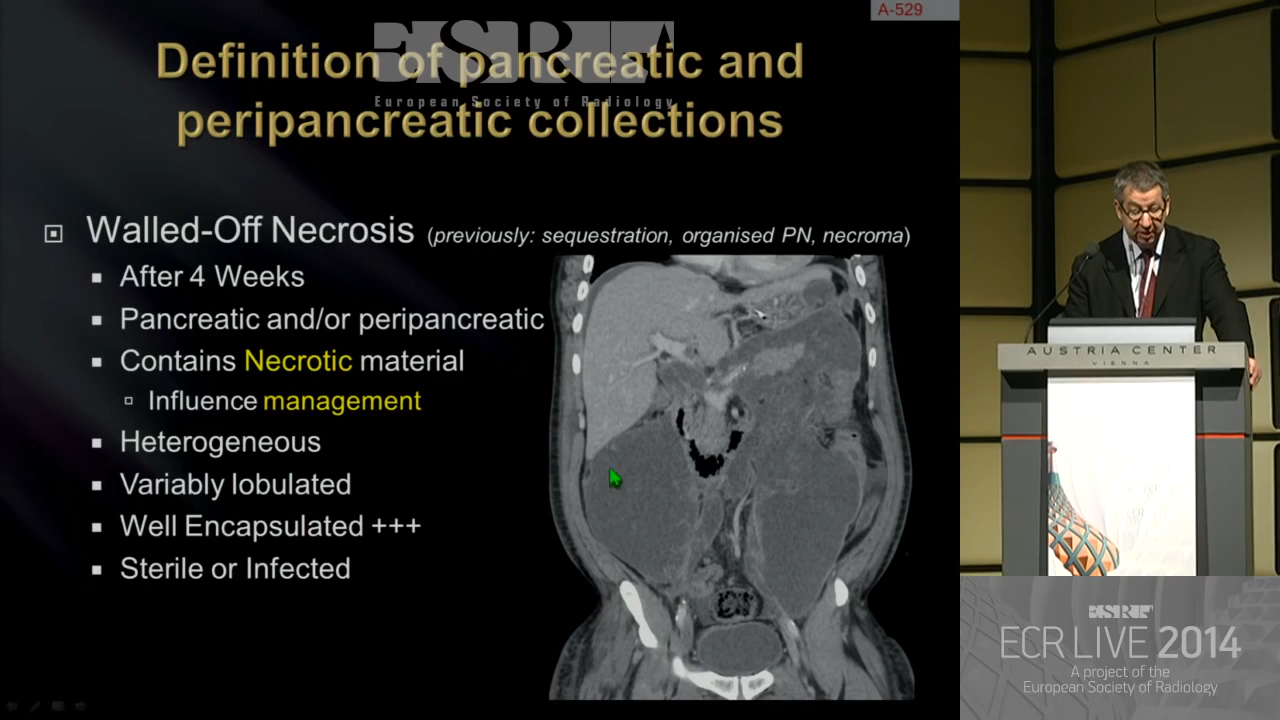 A-529
ESR
European Society of Radiology
Definition of pancreatic and
peripancreatic collections
Walled-Off Necrosis (previously: sequestration, organised PN, necroma)
After 4 Weeks
Pancreatic and/or peripancreatic
Contains Necrotic material
Influence management
Heterogeneous
Variably lobulated
Well Encapsulated +++
Sterile or Infected
AUSTRIA CENTER
VIENNA
ESR
ECR LIVE 2014
A project of the
European Society of Radiology